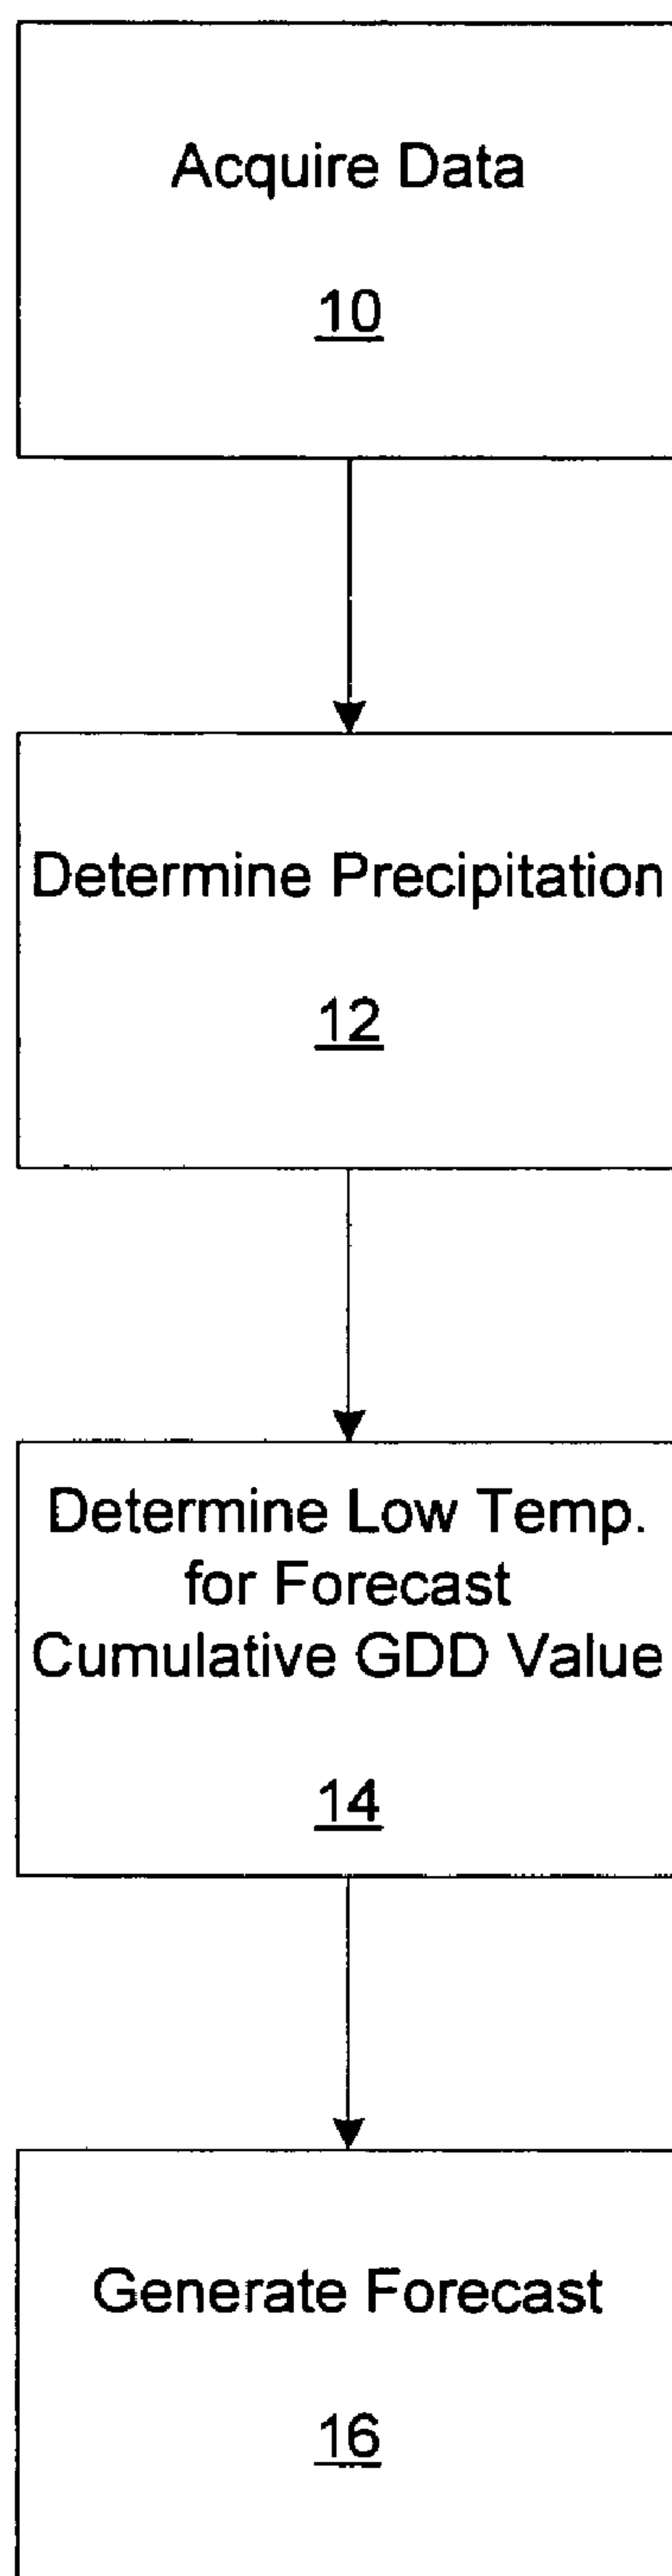 Acquire Data
10
Determine Precipitation
12
Determine Low Temp.
for Forecast
Cumulative GDD Value
14
Generate Forecast
16